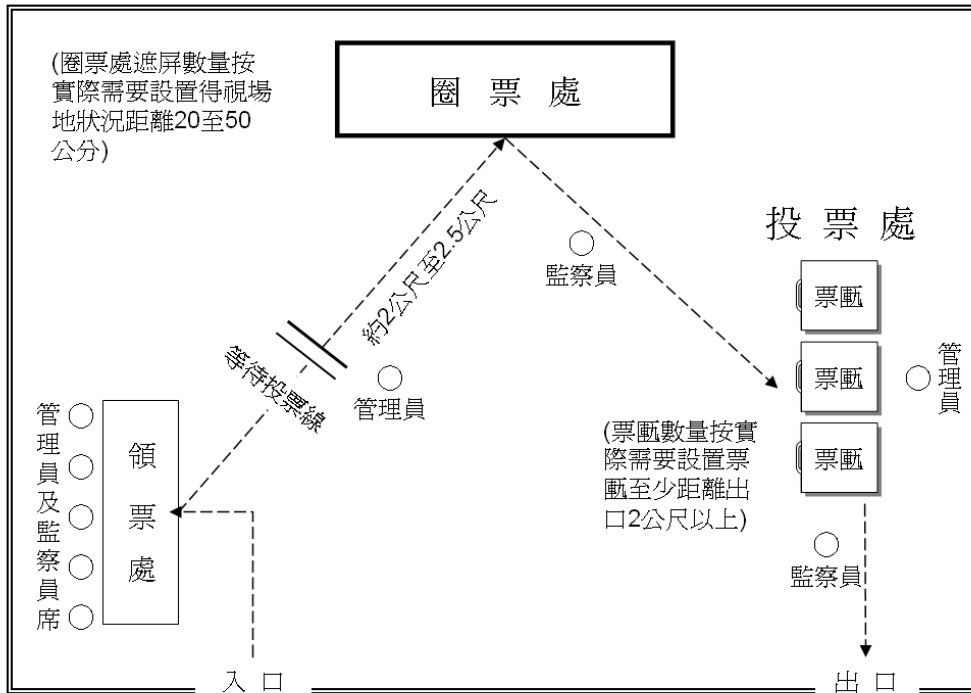 (圈票處遮屏數量按
實際需要設置得視場
地狀況距離20至50
公分)
圈票處
投票處
監察員
票匭
票匭
票匭
管理員
約2公尺至2.5公尺
等待投票線
管理員
(票匭數量按實
際需要設置票
匭至少距離出
口2公尺以上)
管理員及監察員席
領票處
監察員
入口
出口